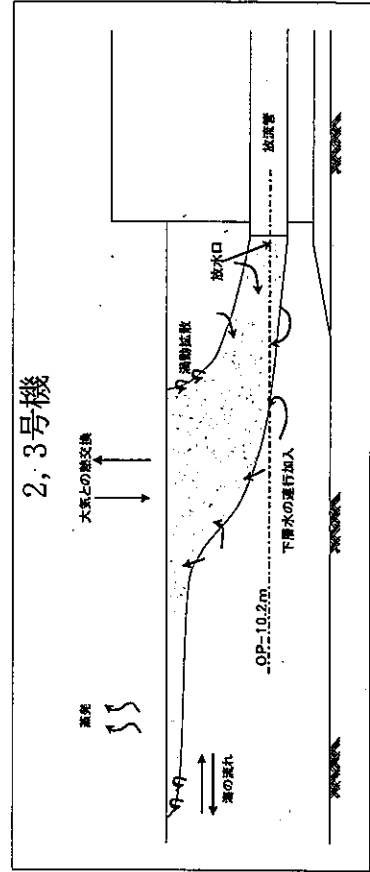 2,3号機
大気との熱交換
蒸発
渦動拡散
放水口
放流管
海の流れ
下層水の連行加入
OP-10.2m